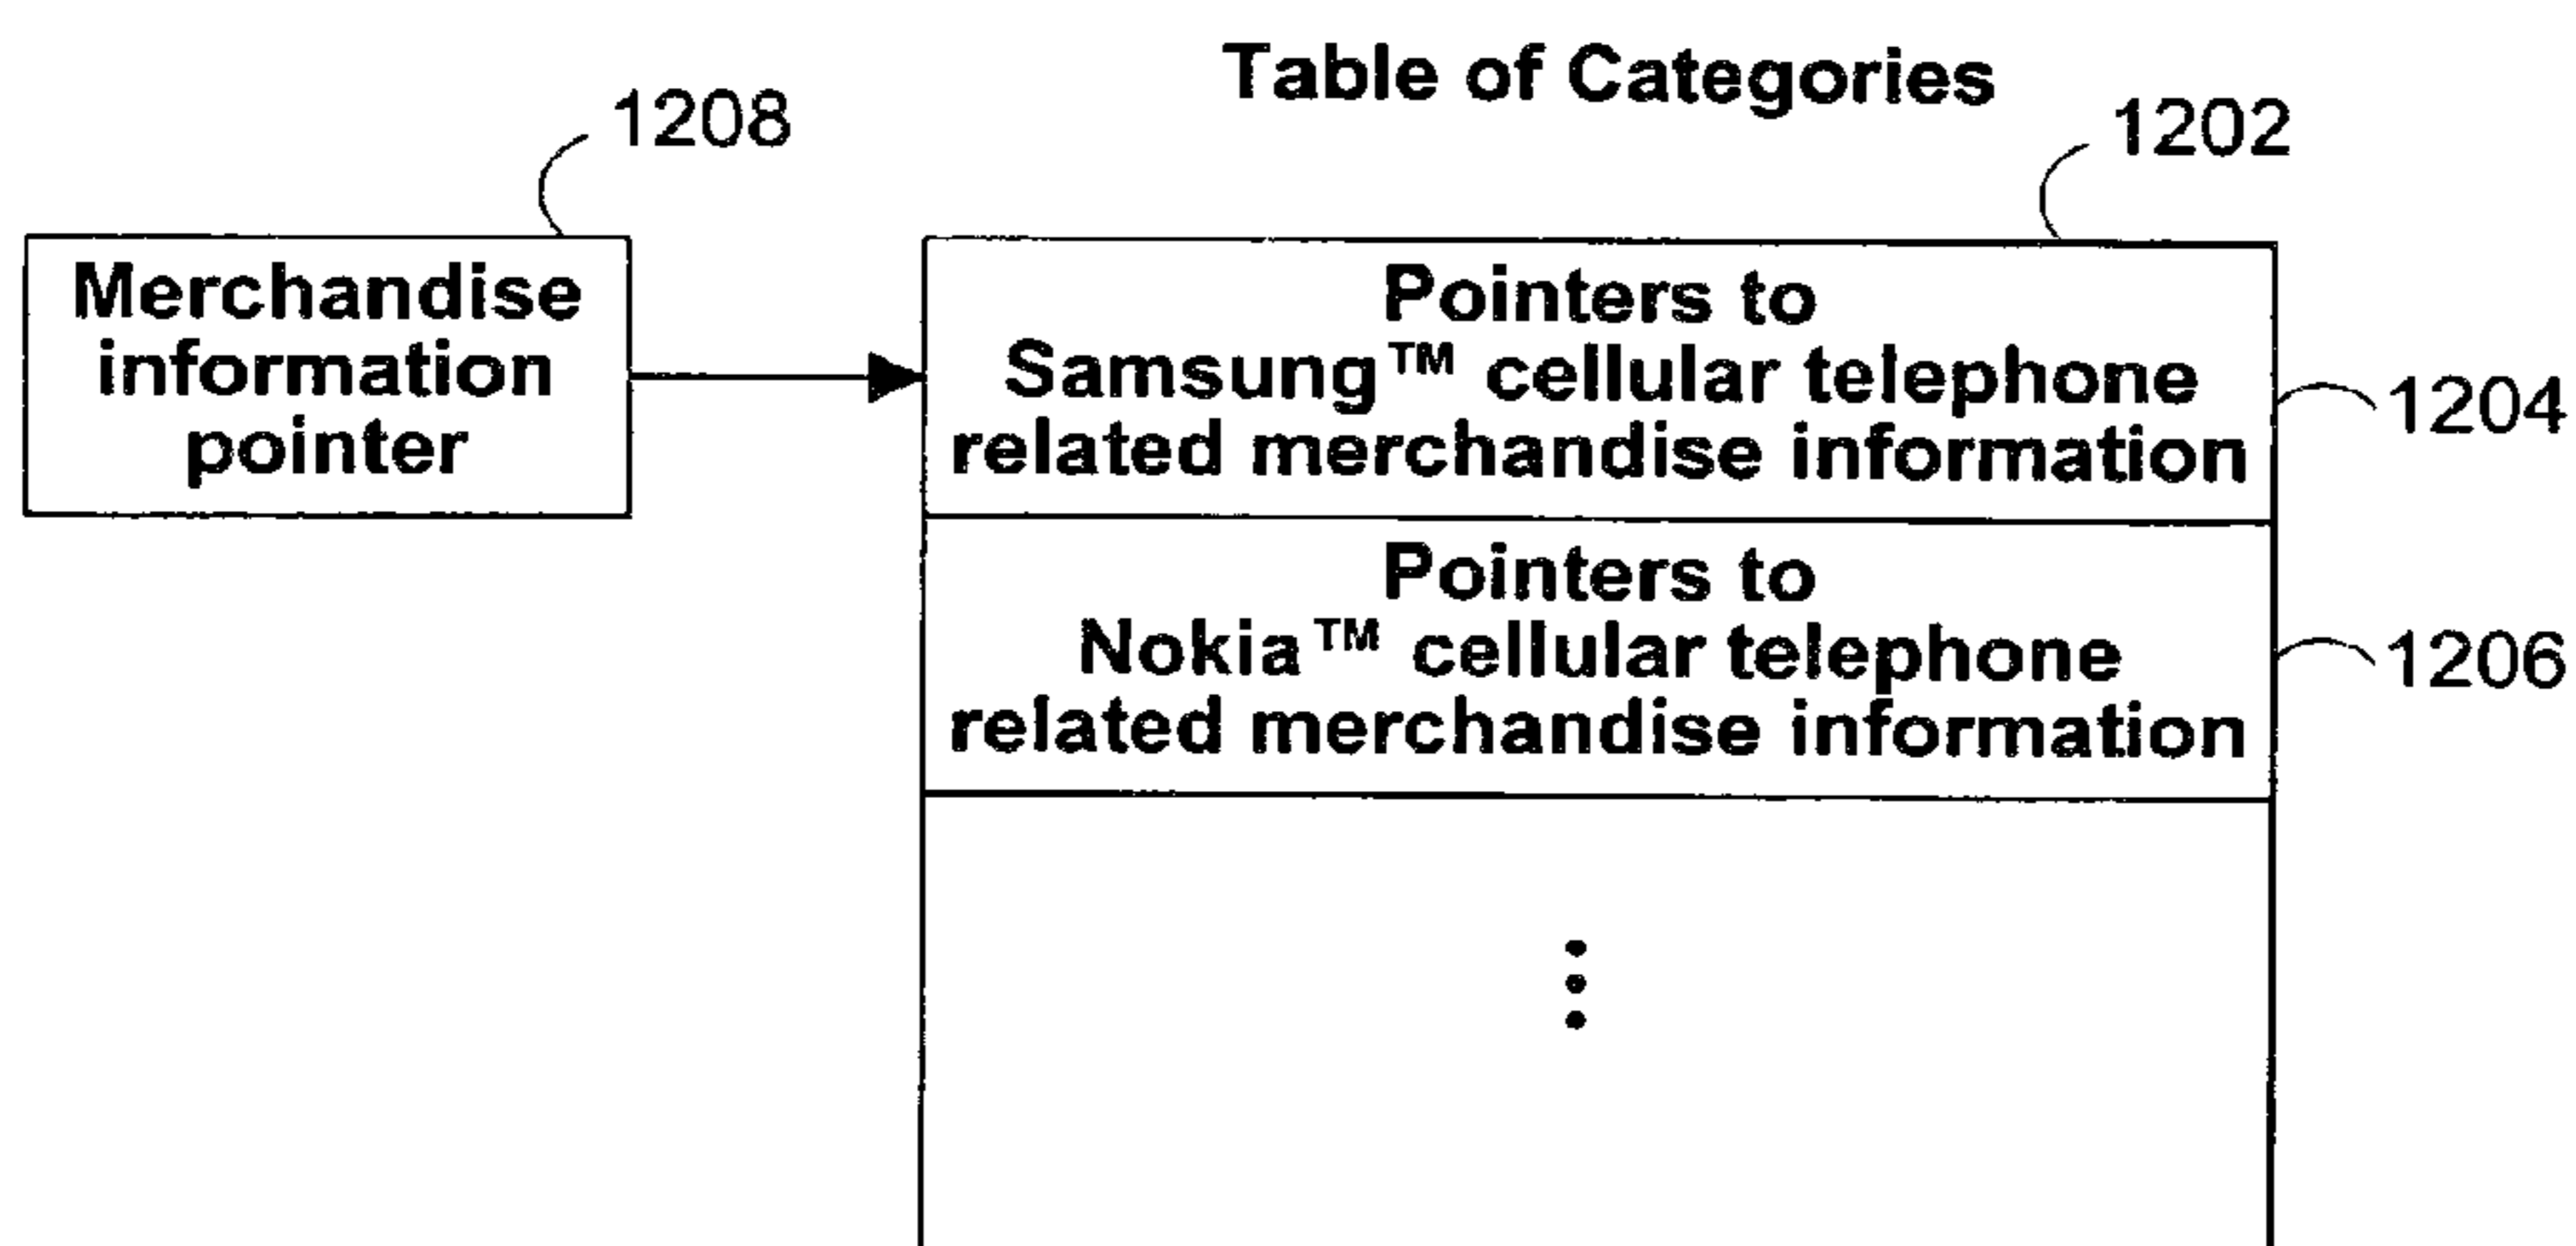 Table of Categories
1208
1202
Merchandise
information
pointer
Pointers to
Samsung™ cellular telephone
related merchandise information
1204
Pointers to
Nokia™ cellular telephone
related merchandise information
1206